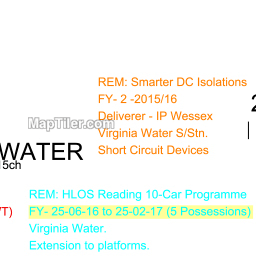 REM: Smarter DC Isolations
FY- 2 -2015/16
Deliverer - IP Wessex
MapTiler.com
Virginia Water S/Stn,
WATER
Short Circuit Devices
15ch
REM: HLOS Reading 10-Car Programme
FY- 25-06-16 to 25-02-17 (5 Possessions)
Virginia Water.
Extension to platforms.